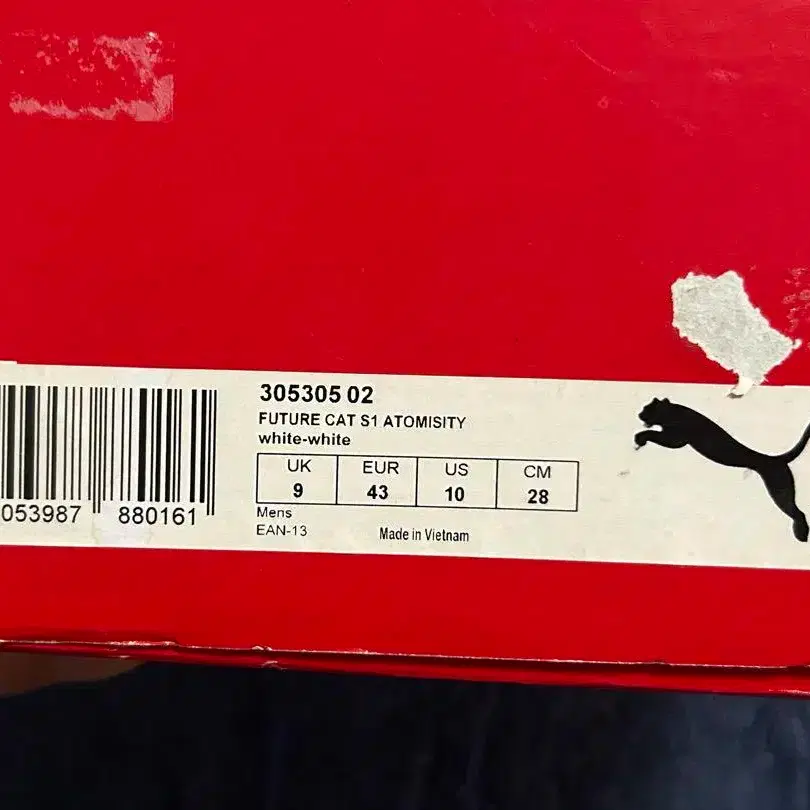 305305 02
FUTURE CAT S1 ATOMISITY
white-white
UK EUR US CM
9 43 10 28
Mens
EAN-13 Made in Vietnam
053987 880161